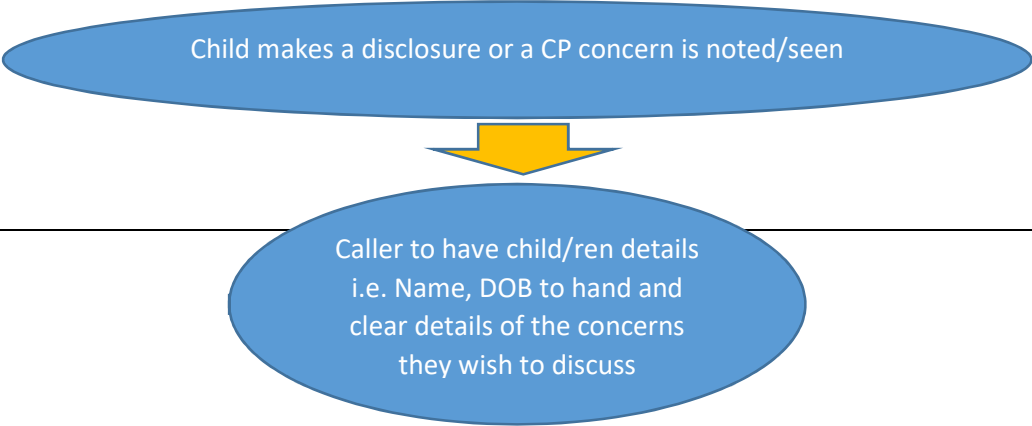 Child makes a disclosure or a CP concern is noted/seen
Caller to have child/ren details
i.e. Name, DOB to hand and
clear details of the concerns
they wish to discuss